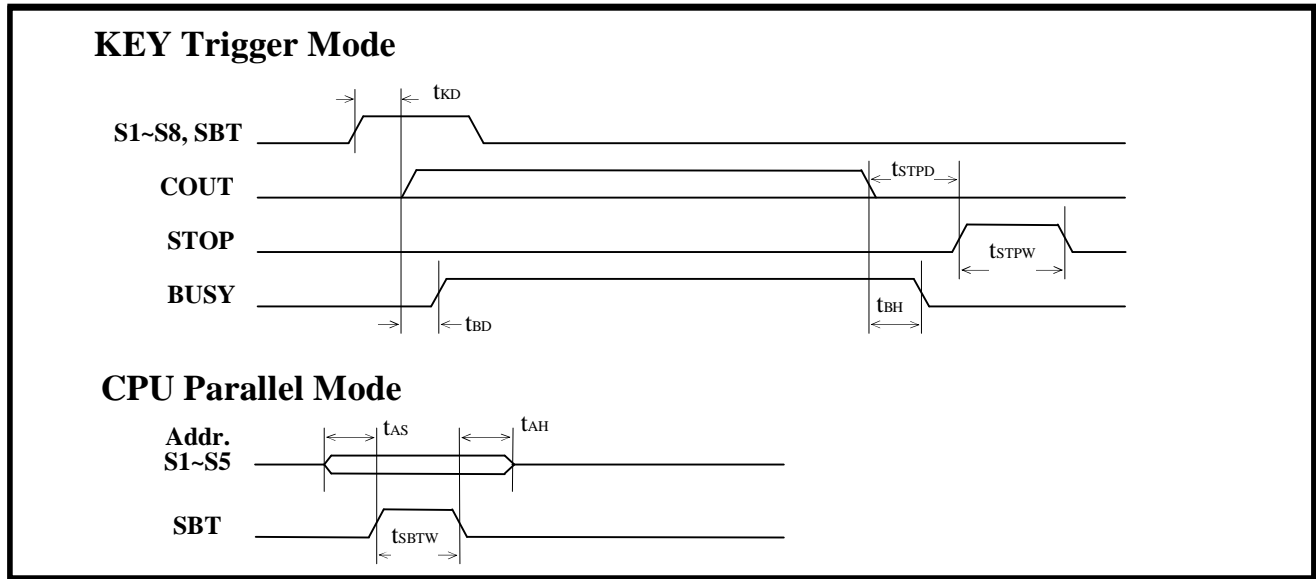 KEY Trigger Mode
tKD
S1~S8, SBT
COUT
tSTPD
STOP
tSTPW
BUSY
tBD
tBH
CPU Parallel Mode
Addr.
S1~S5
tAS
tAH
SBT
tSBTW